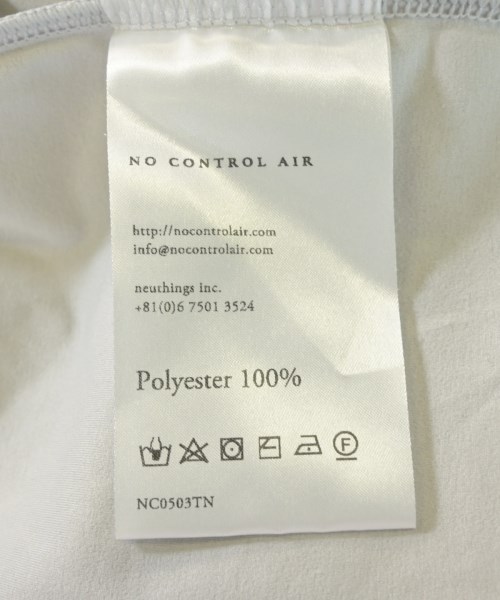 NO CONTROL AIR
http://nocontrolair.com
info@nocontrolair.com
neuthings inc.
+81(0)6 7501 3524
Polyester 100%
F
NC0503TN